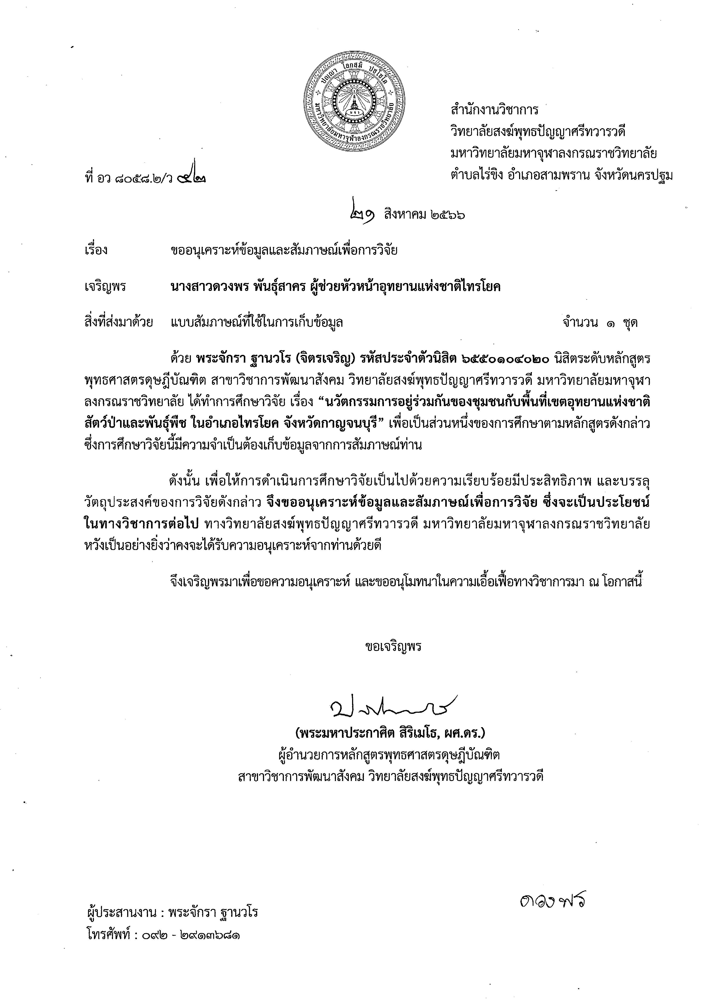 ปญฺญา โลกสฺมิ ปชฺโชโต
มหาวิทยาลัยมหาจุฬาลงกรณราชวิทยาลัย
ม จ ร
สำนักงานวิชาการ
วิทยาลัยสงฆ์พุทธปัญญาศรีทวารวดี
มหาวิทยาลัยมหาจุฬาลงกรณราชวิทยาลัย
ที่ อว ๘๐๕๘.๒/ว ๙๒ ตำบลไร่ขิง อำเภอสามพราน จังหวัดนครปฐม
๒๑ สิงหาคม ๒๕๖๖
เรื่อง ขออนุเคราะห์ข้อมูลและสัมภาษณ์เพื่อการวิจัย
เจริญพร นางสาวดวงพร พันธุ์สาคร ผู้ช่วยหัวหน้าอุทยานแห่งชาติไทรโยค
สิ่งที่ส่งมาด้วย แบบสัมภาษณ์ที่ใช้ในการเก็บข้อมูล จำนวน ๑ ชุด
ด้วย พระจักรา ฐานวโร (จิตรเจริญ) รหัสประจำตัวนิสิต ๖๕๕๐๑๐๔๐๒๐ นิสิตระดับหลักสูตร
พุทธศาสตรดุษฎีบัณฑิต สาขาวิชาการพัฒนาสังคม วิทยาลัยสงฆ์พุทธปัญญาศรีทวารวดี มหาวิทยาลัยมหาจุฬา
ลงกรณราชวิทยาลัย ได้ทำการศึกษาวิจัย เรื่อง “นวัตกรรมการอยู่ร่วมกันของชุมชนกับพื้นที่เขตอุทยานแห่งชาติ
สัตว์ป่าและพันธุ์พืช ในอำเภอไทรโยค จังหวัดกาญจนบุรี” เพื่อเป็นส่วนหนึ่งของการศึกษาตามหลักสูตรดังกล่าว
ซึ่งการศึกษาวิจัยนี้มีความจำเป็นต้องเก็บข้อมูลจากการสัมภาษณ์ท่าน
ดังนั้น เพื่อให้การดำเนินการศึกษาวิจัยเป็นไปด้วยความเรียบร้อยมีประสิทธิภาพ และบรรลุ
วัตถุประสงค์ของการวิจัยดังกล่าว จึงขออนุเคราะห์ข้อมูลและสัมภาษณ์เพื่อการวิจัย ซึ่งจะเป็นประโยชน์
ในทางวิชาการต่อไป ทางวิทยาลัยสงฆ์พุทธปัญญาศรีทวารวดี มหาวิทยาลัยมหาจุฬาลงกรณราชวิทยาลัย
หวังเป็นอย่างยิ่งว่าคงจะได้รับความอนุเคราะห์จากท่านด้วยดี
จึงเจริญพรมาเพื่อขอความอนุเคราะห์ และขออนุโมทนาในความเอื้อเฟื้อทางวิชาการมา ณ โอกาสนี้
ขอเจริญพร
(พระมหาประกาศิต สิริเมโธ, ผศ.ดร.)
ผู้อำนวยการหลักสูตรพุทธศาสตรดุษฎีบัณฑิต
สาขาวิชาการพัฒนาสังคม วิทยาลัยสงฆ์พุทธปัญญาศรีทวารวดี
ดวงพร
ผู้ประสานงาน : พระจักรา ฐานวโร
โทรศัพท์ : ๐๙๒ - ๒๙๑๓๖๘๑